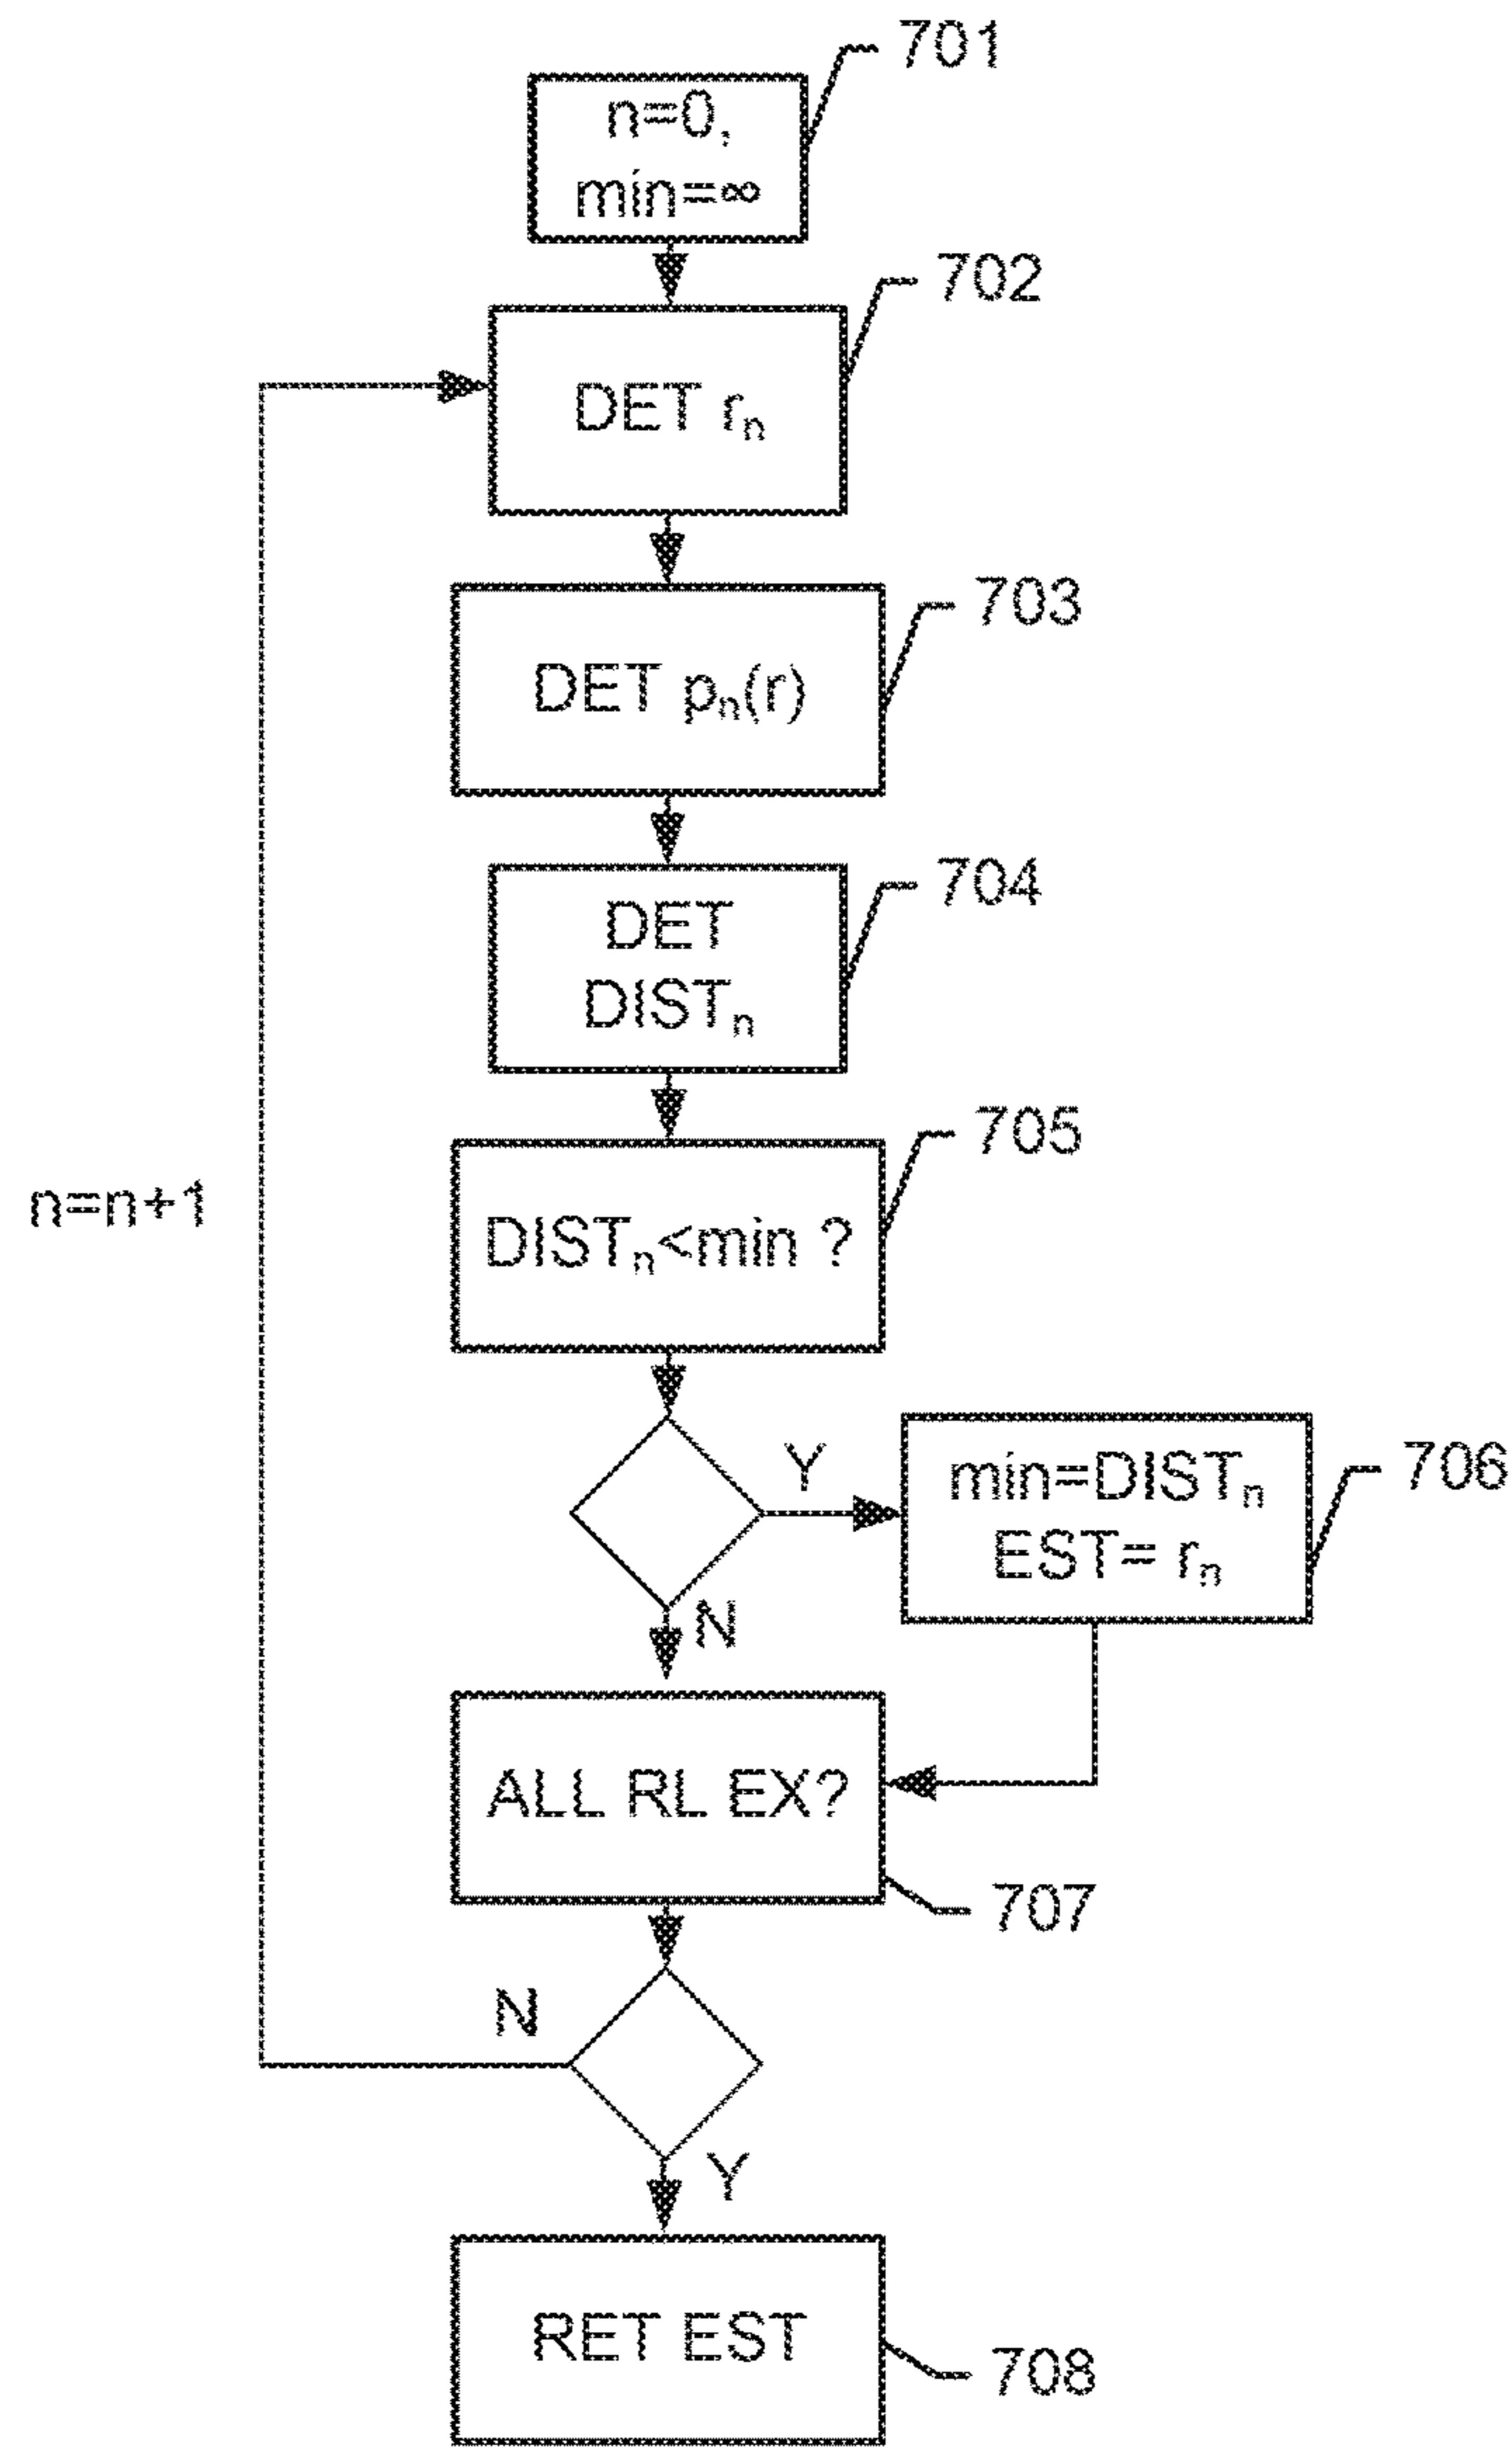 701
n=0,
min=∞
702
DET rₙ
703
DET pₙ(r)
704
DET
DISTₙ
705
n=n+1
DISTₙ<min ?
Y
706
min=DISTₙ
EST= rₙ
N
ALL RL EX?
707
N
Y
RET EST
708